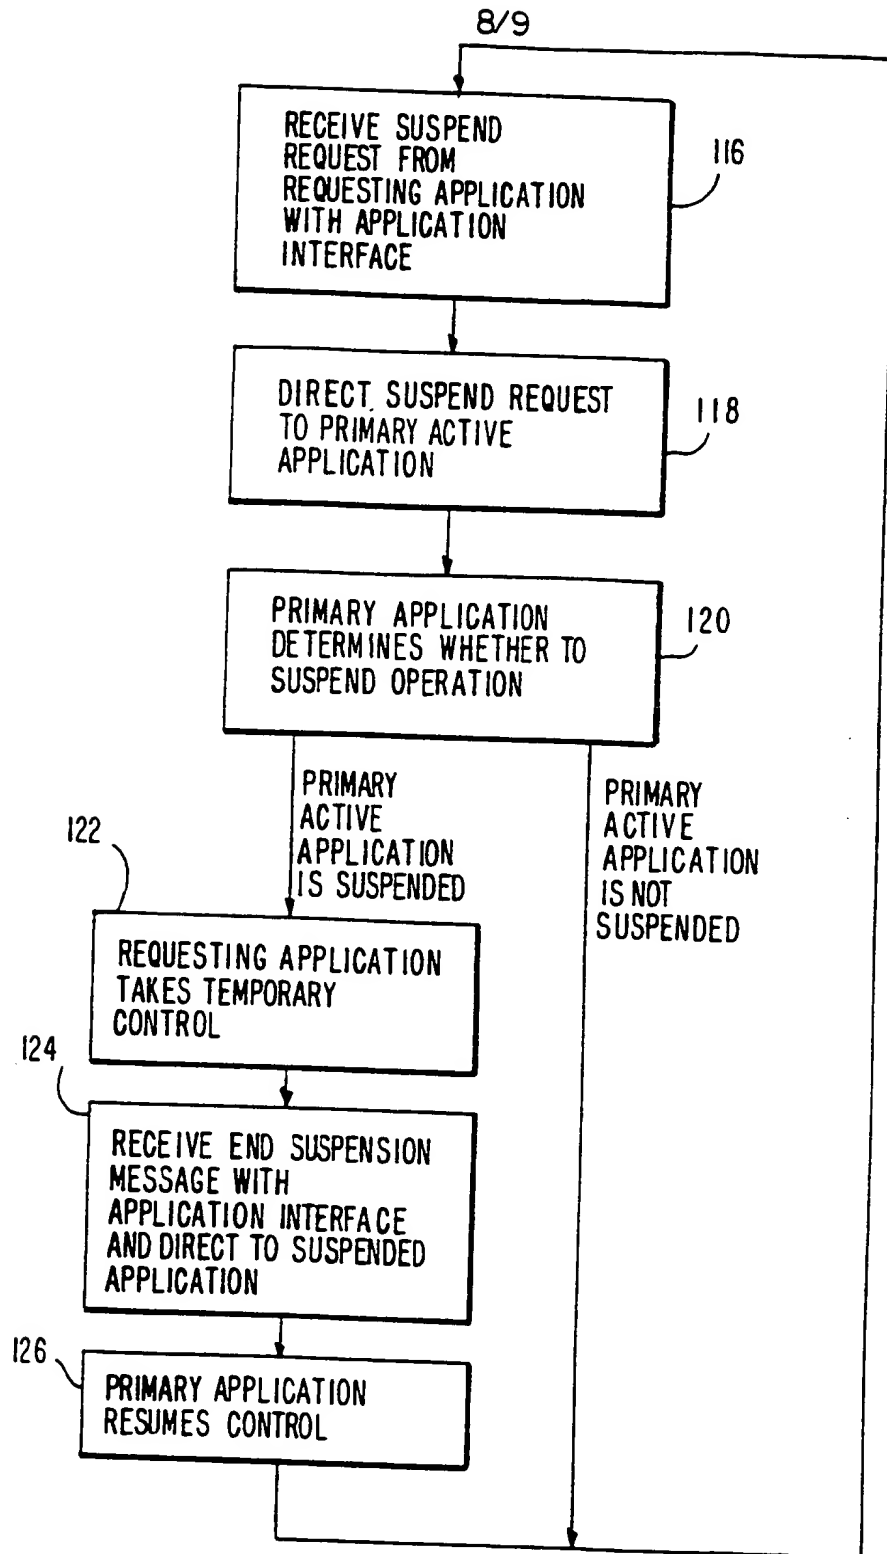 8/9
RECEIVE SUSPEND
REQUEST FROM
REQUESTING APPLICATION
WITH APPLICATION
INTERFACE
116
DIRECT SUSPEND REQUEST
TO PRIMARY ACTIVE
APPLICATION
118
PRIMARY APPLICATION
DETERMINES WHETHER TO
SUSPEND OPERATION
120
PRIMARY
ACTIVE
APPLICATION
IS SUSPENDED
PRIMARY
ACTIVE
APPLICATION
IS NOT
SUSPENDED
122
REQUESTING APPLICATION
TAKES TEMPORARY
CONTROL
124
RECEIVE END SUSPENSION
MESSAGE WITH
APPLICATION INTERFACE
AND DIRECT TO SUSPENDED
APPLICATION
126
PRIMARY APPLICATION
RESUMES CONTROL